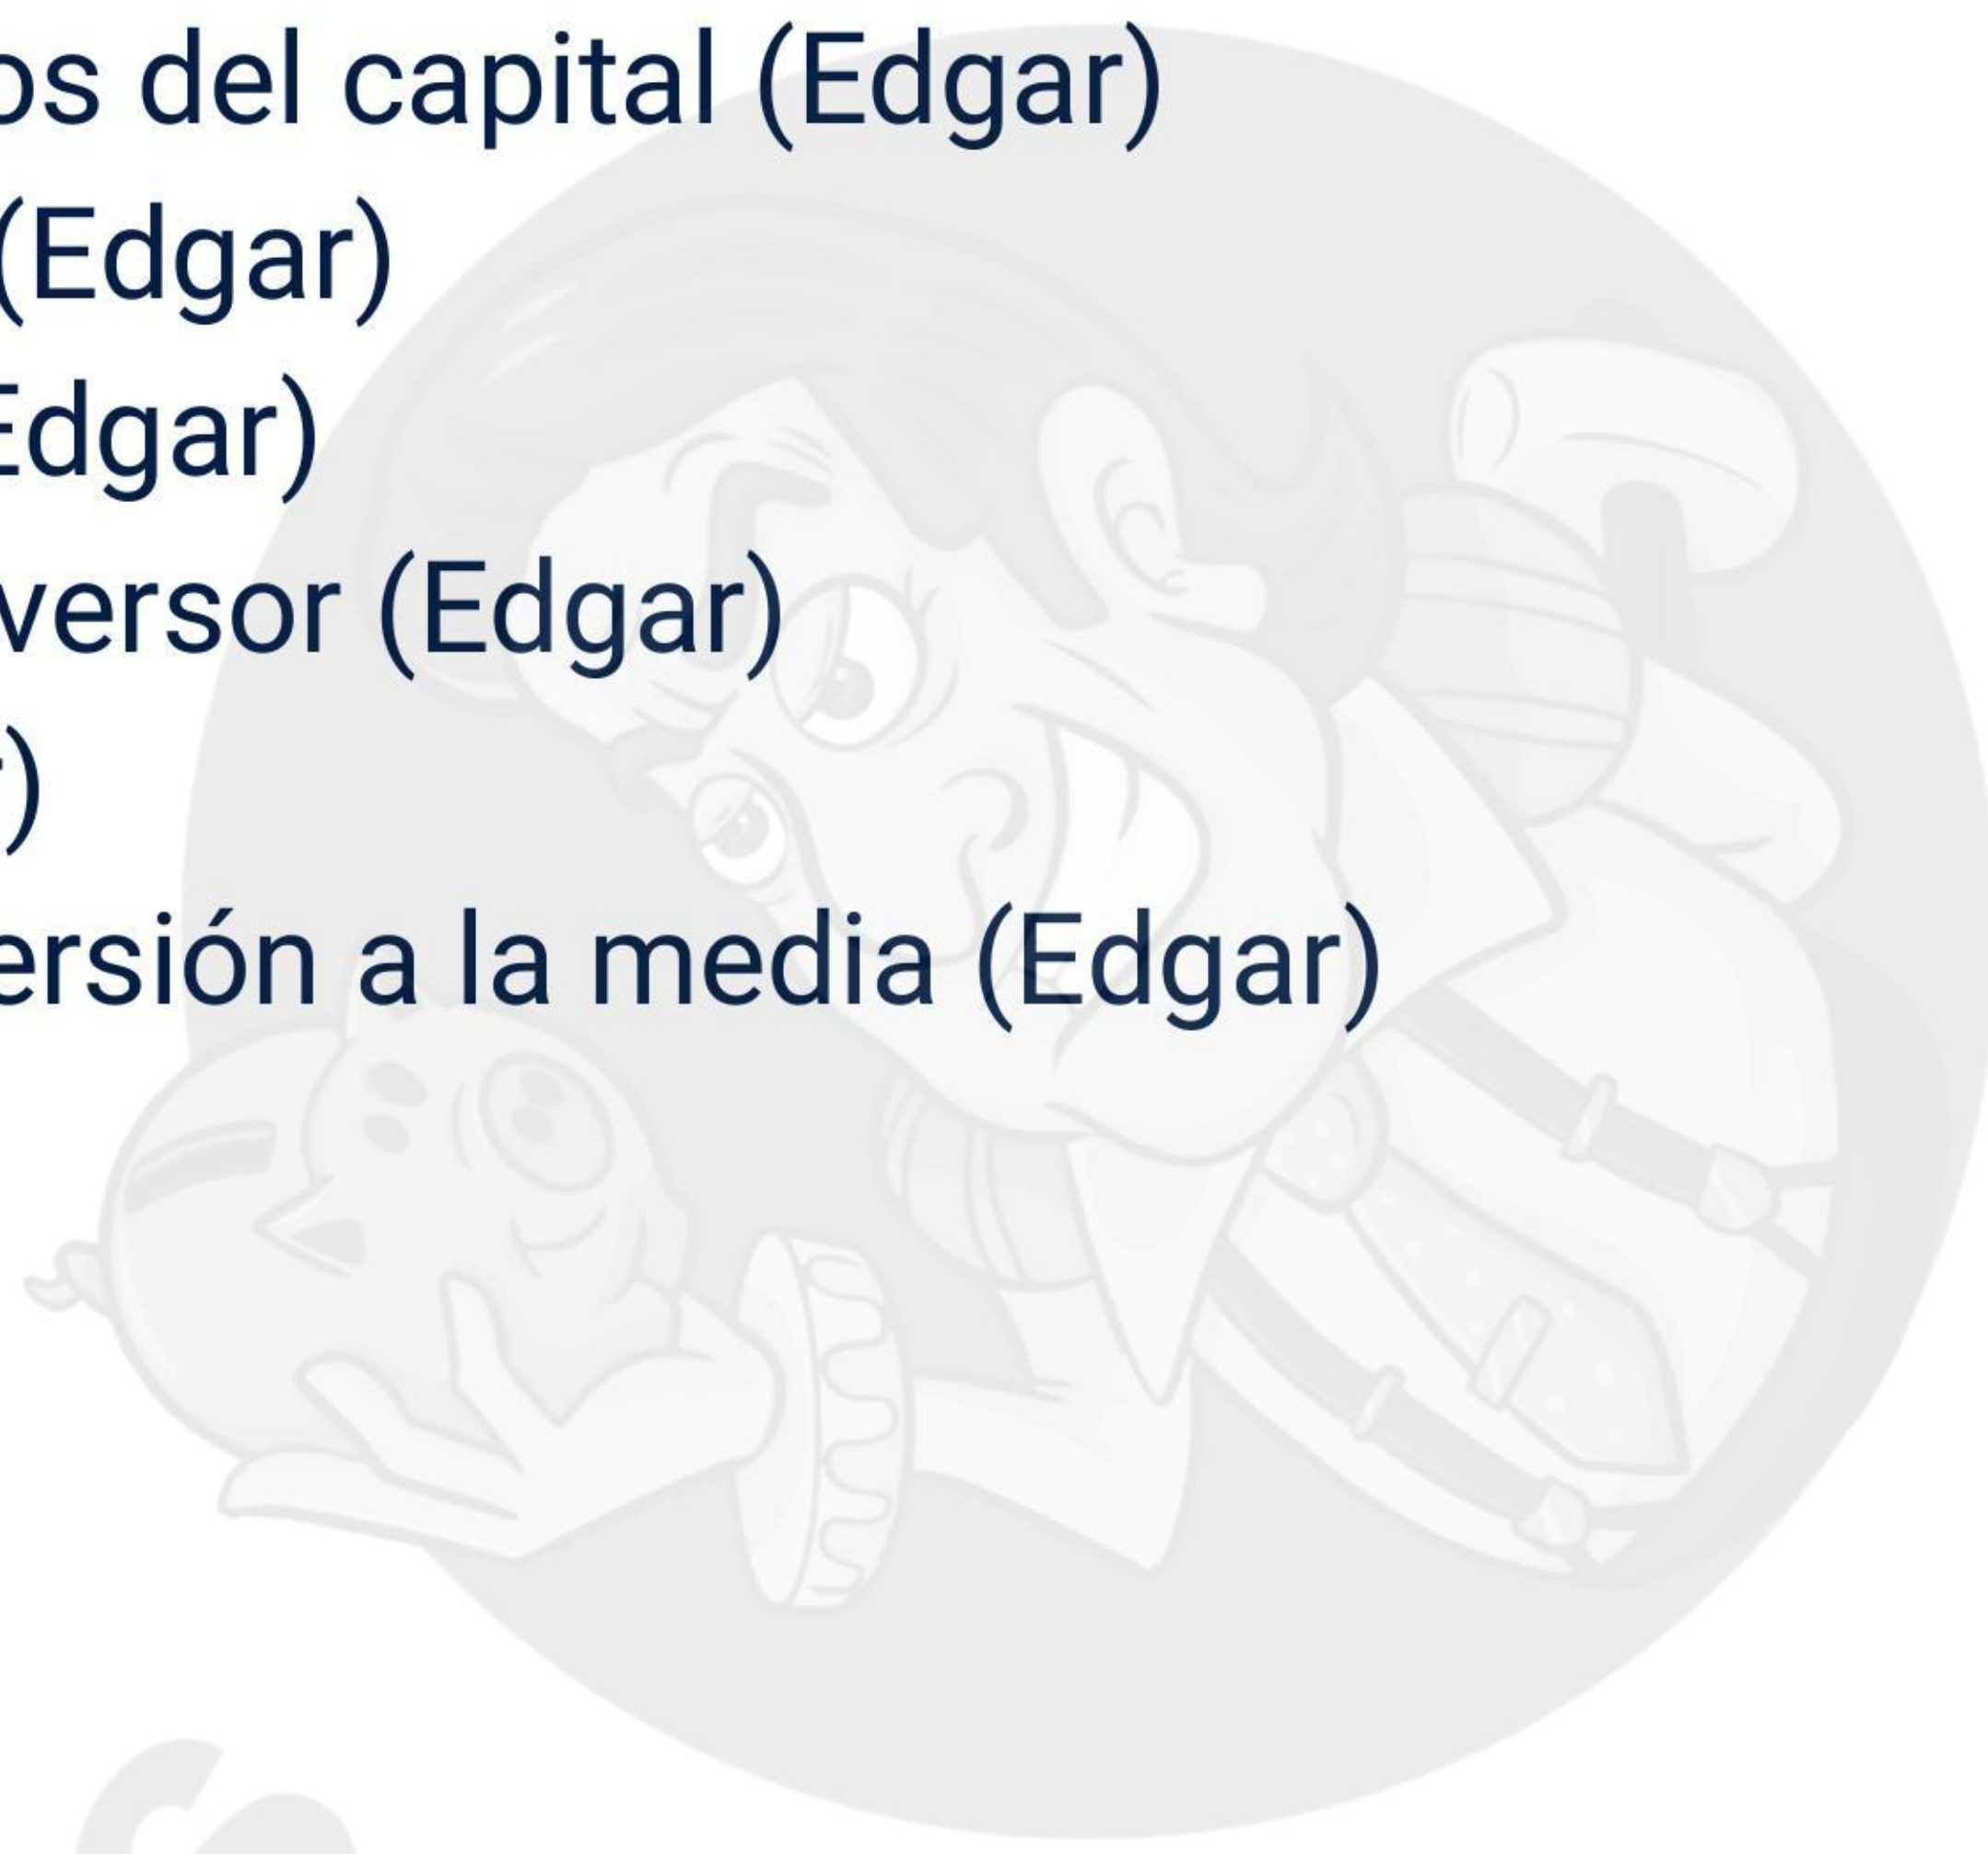 os del capital (Edgar)
(Edgar)
Edgar)
versor (Edgar)
r)
ersión a la media (Edgar)